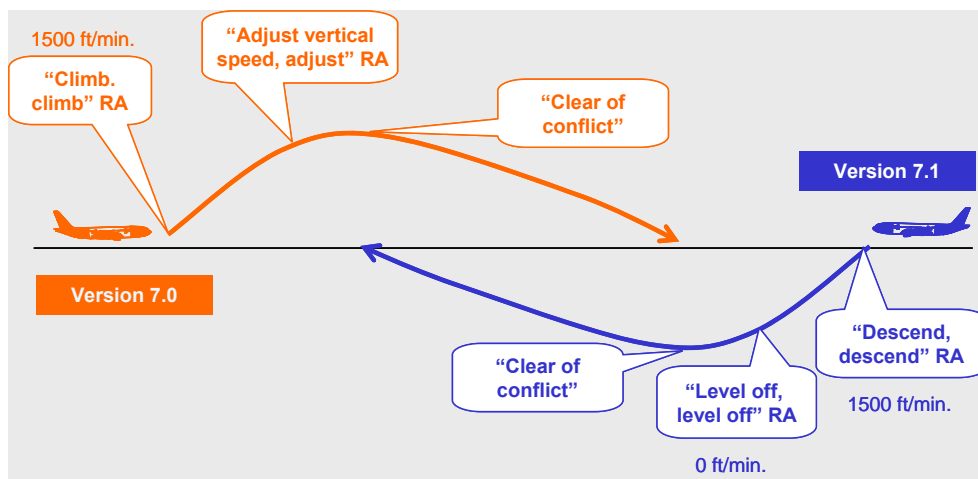 1500 ft/min.
“Climb.
climb” RA
“Adjust vertical
speed, adjust” RA
“Clear of
conflict”
Version 7.1
Version 7.0
“Clear of
conflict”
“Level off,
level off” RA
0 ft/min.
“Descend,
descend” RA
1500 ft/min.